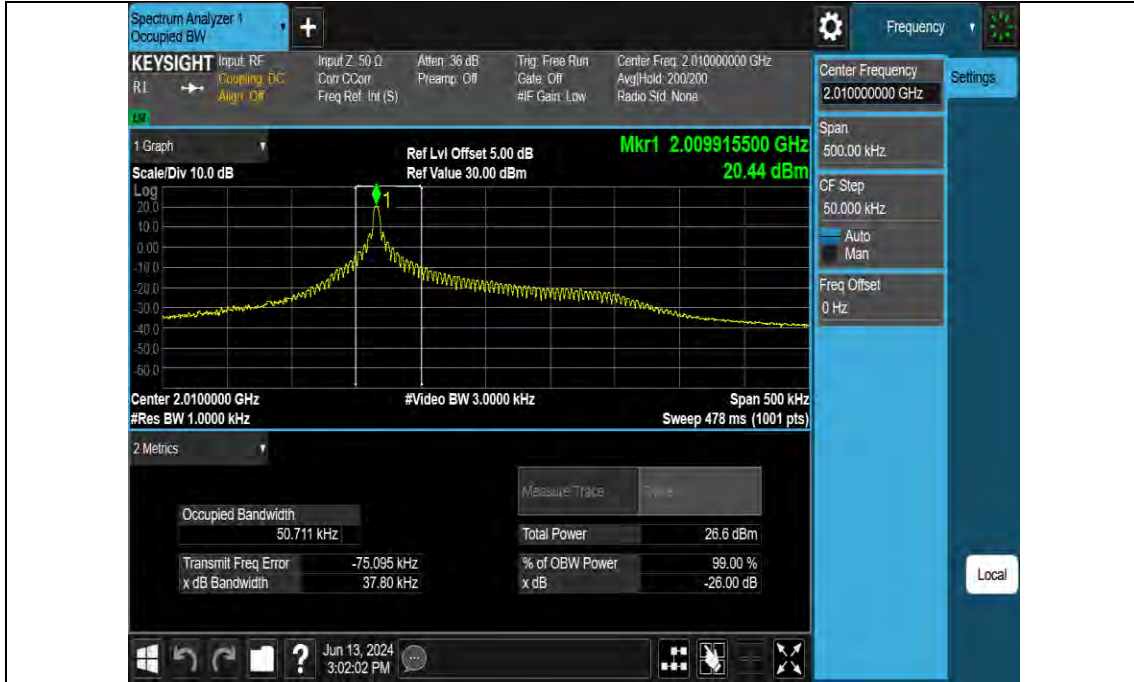 Spectrum Analyzer 1
Occupied BW
+
Frequency
KEYSIGHT
RL
Input: RF
Coupling: DC
Align: Off
Input Z: 50 Ω
Corr CCorr
Freq Ref: Int (S)
Atten: 36 dB
Preamp: Off
Trig: Free Run
Gate: Off
#IF Gain: Low
Center Freq: 2.010000000 GHz
Avg|Hold: 200/200
Radio Std: None
Center Frequency
2.010000000 GHz
Settings
Span
500.00 kHz
CF Step
50.000 kHz
Auto
Man
Freq Offset
0 Hz
Local
1 Graph
Scale/Div 10.0 dB
Ref Lvl Offset 5.00 dB
Ref Value 30.00 dBm
Mkr1 2.009915500 GHz
20.44 dBm
Log
20.0
10.0
0.00
-10.0
-20.0
-30.0
-40.0
-50.0
-60.0
1
Center 2.0100000 GHz
#Video BW 3.0000 kHz
Span 500 kHz
#Res BW 1.0000 kHz
Sweep 478 ms (1001 pts)
2 Metrics
Measure Trace
Occupied Bandwidth
50.711 kHz
Total Power 26.6 dBm
Transmit Freq Error -75.095 kHz
% of OBW Power 99.00 %
x dB Bandwidth 37.80 kHz
x dB -26.00 dB
?
Jun 13, 2024
3:02:02 PM